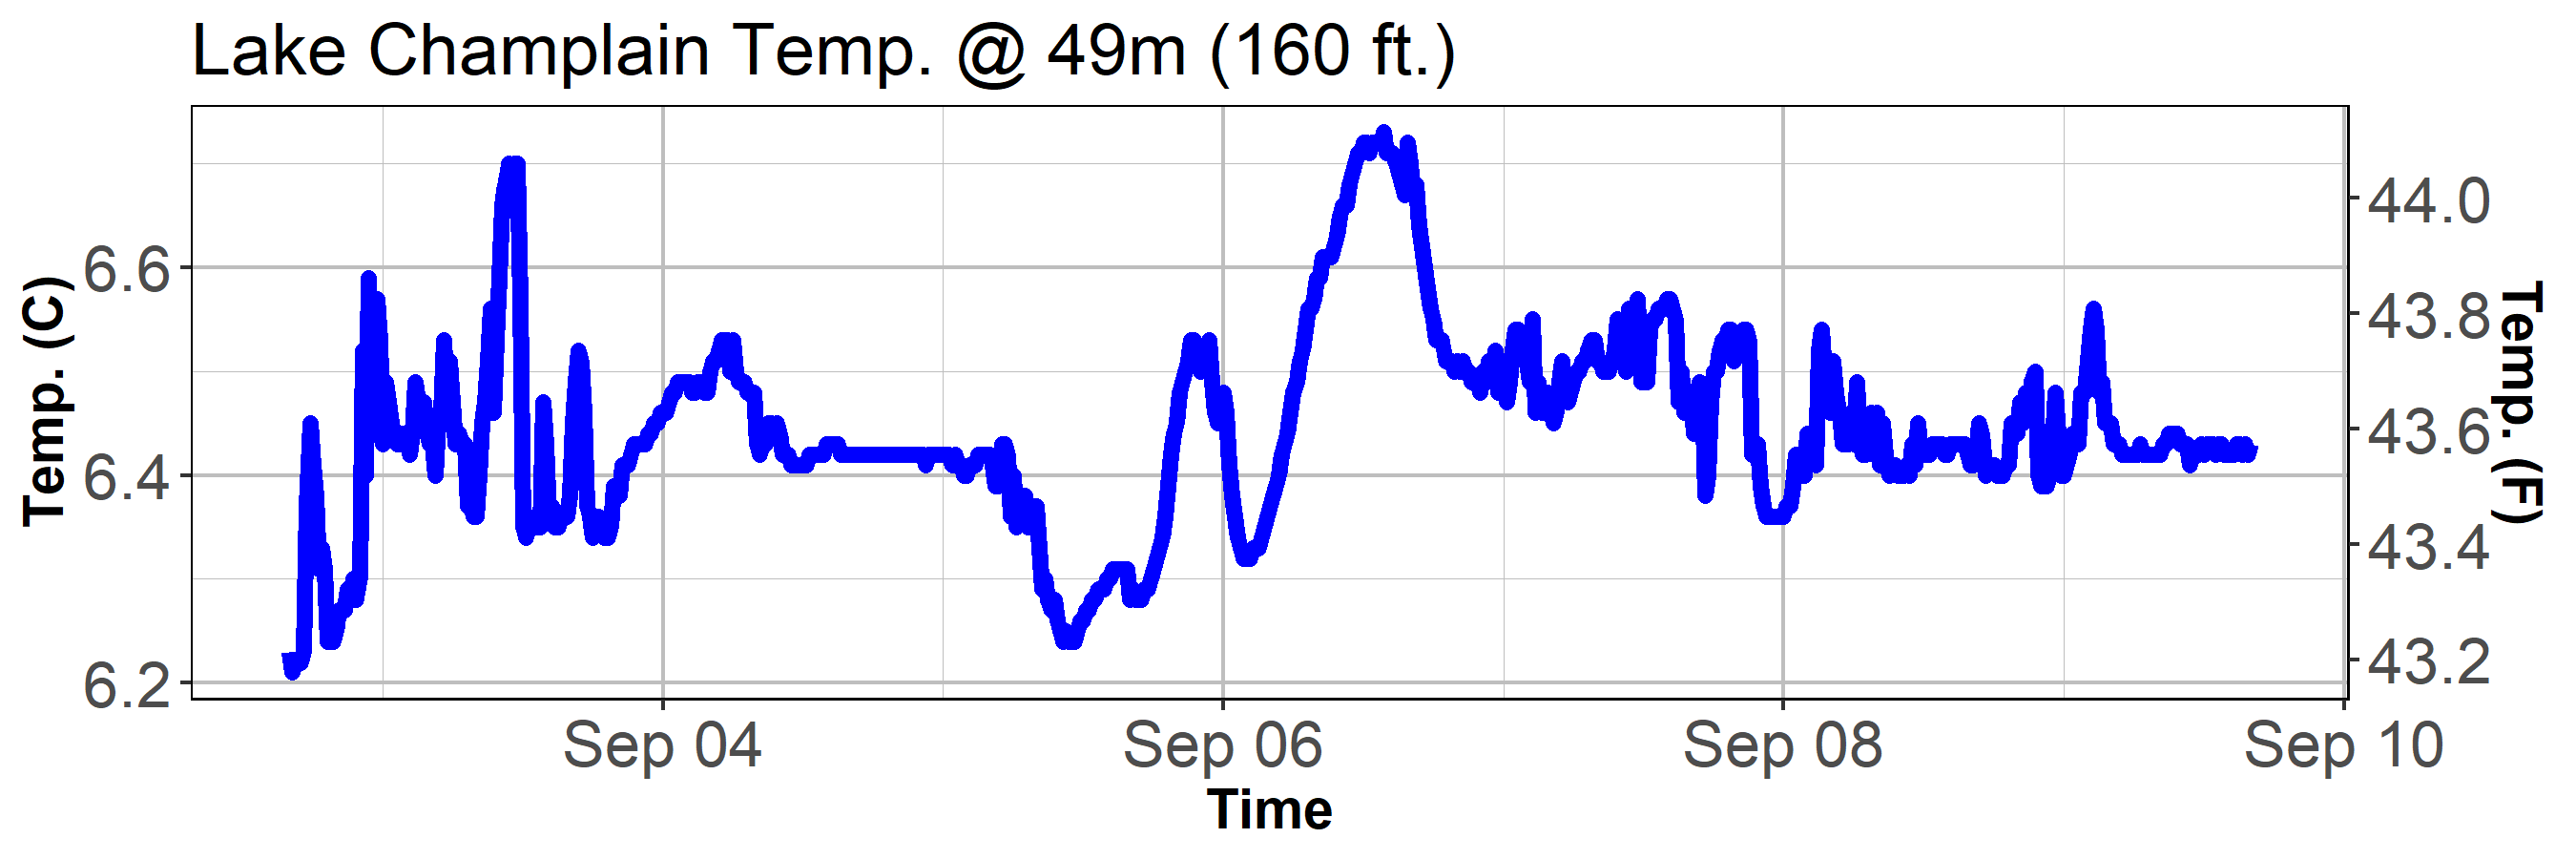 Lake Champlain Temp. @ 49m (160 ft.)
Temp. (C)
6.6
6.4
6.2
44.0
43.8
43.6
43.4
43.2
Temp. (F)
Sep 04 Sep 06 Sep 08 Sep 10
Time